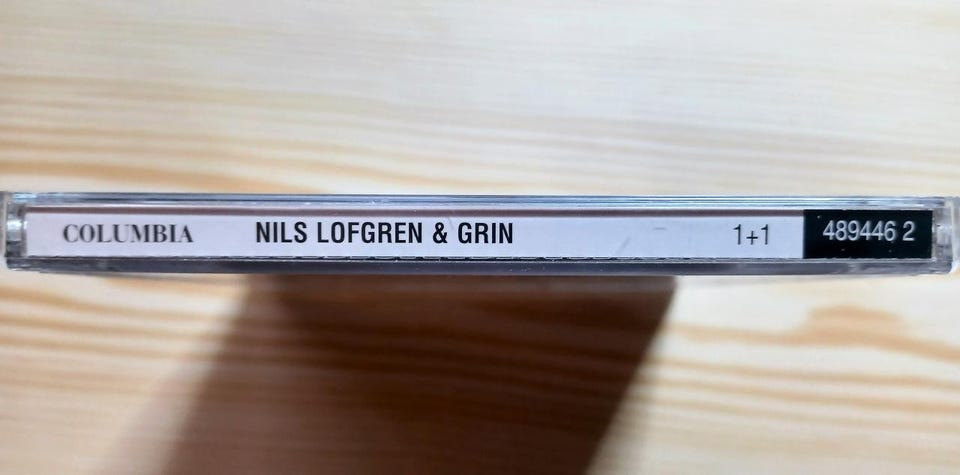 COLUMBIA NILS LOFGREN & GRIN 1+1 489446 2